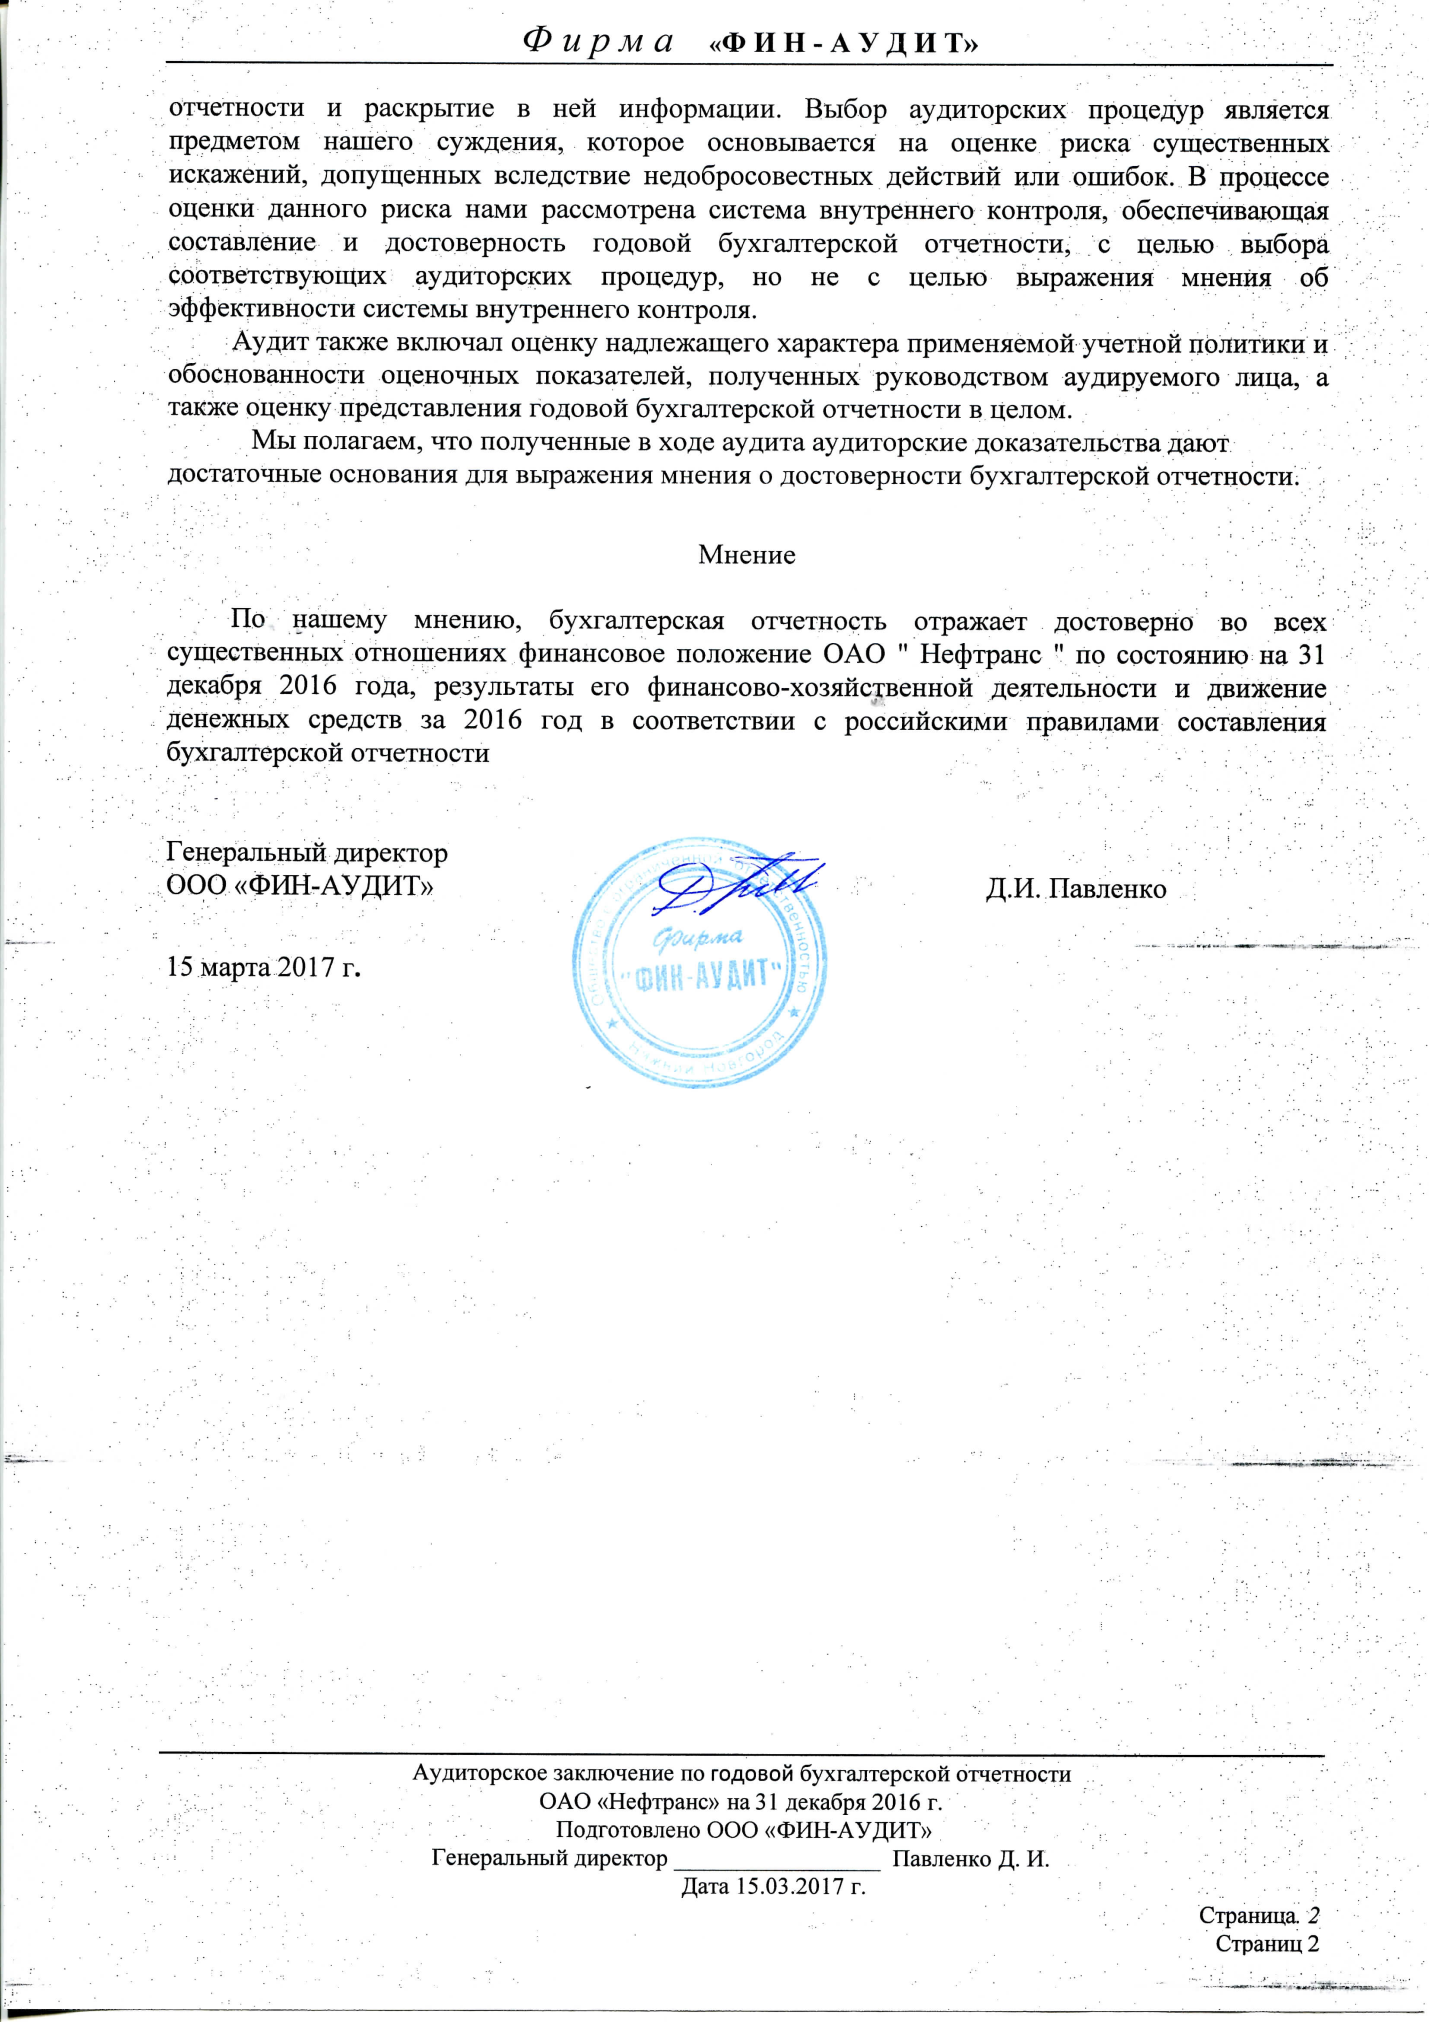 Фирма «ФИН-АУДИТ»
отчетности и раскрытие в ней информации. Выбор аудиторских процедур является
предметом нашего суждения, которое основывается на оценке риска существенных
искажений, допущенных вследствие недобросовестных действий или ошибок. В процессе
оценки данного риска нами рассмотрена система внутреннего контроля, обеспечивающая
составление и достоверность годовой бухгалтерской отчетности, с целью выбора
соответствующих аудиторских процедур, но не с целью выражения мнения об
эффективности системы внутреннего контроля.
Аудит также включал оценку надлежащего характера применяемой учетной политики и
обоснованности оценочных показателей, полученных руководством аудируемого лица, а
также оценку представления годовой бухгалтерской отчетности в целом.
Мы полагаем, что полученные в ходе аудита аудиторские доказательства дают
достаточные основания для выражения мнения о достоверности бухгалтерской отчетности.
Мнение
По нашему мнению, бухгалтерская отчетность отражает достоверно во всех
существенных отношениях финансовое положение ОАО " Нефтранс " по состоянию на 31
декабря 2016 года, результаты его финансово-хозяйственной деятельности и движение
денежных средств за 2016 год в соответствии с российскими правилами составления
бухгалтерской отчетности
Генеральный директор
ООО «ФИН-АУДИТ»
Д.И. Павленко
Общество с ограниченной ответственностью
фирма
"ФИН-АУДИТ"
Нижний Новгород
15 марта 2017 г.
Аудиторское заключение по годовой бухгалтерской отчетности
ОАО «Нефтранс» на 31 декабря 2016 г.
Подготовлено ООО «ФИН-АУДИТ»
Генеральный директор _________________ Павленко Д. И.
Дата 15.03.2017 г.
Страница. 2
Страниц 2